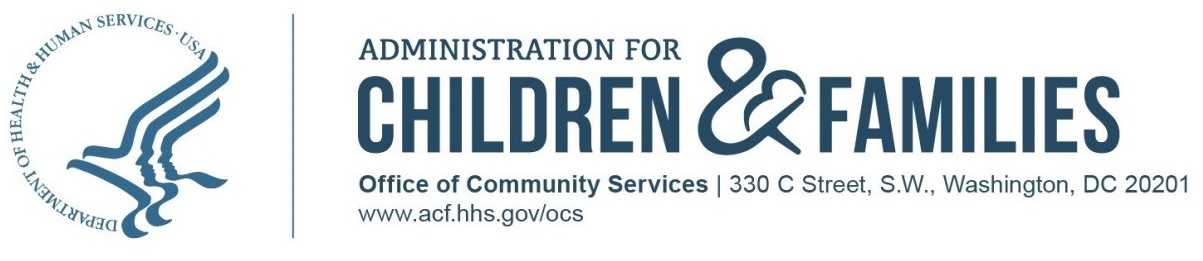 DEPARTMENT OF HEALTH & HUMAN SERVICES · USA
ADMINISTRATION FOR
CHILDREN & FAMILIES
Office of Community Services | 330 C Street, S.W., Washington, DC 20201
www.acf.hhs.gov/ocs